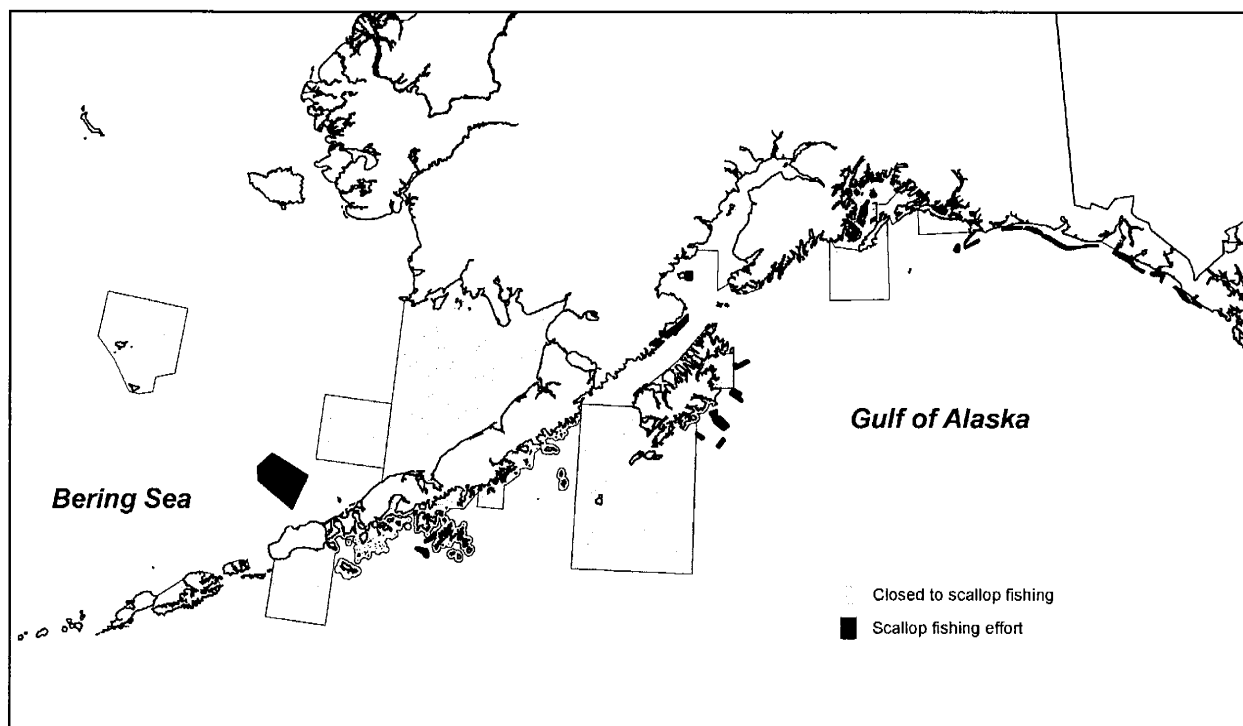 Gulf of Alaska
Bering Sea
Closed to scallop fishing
Scallop fishing effort